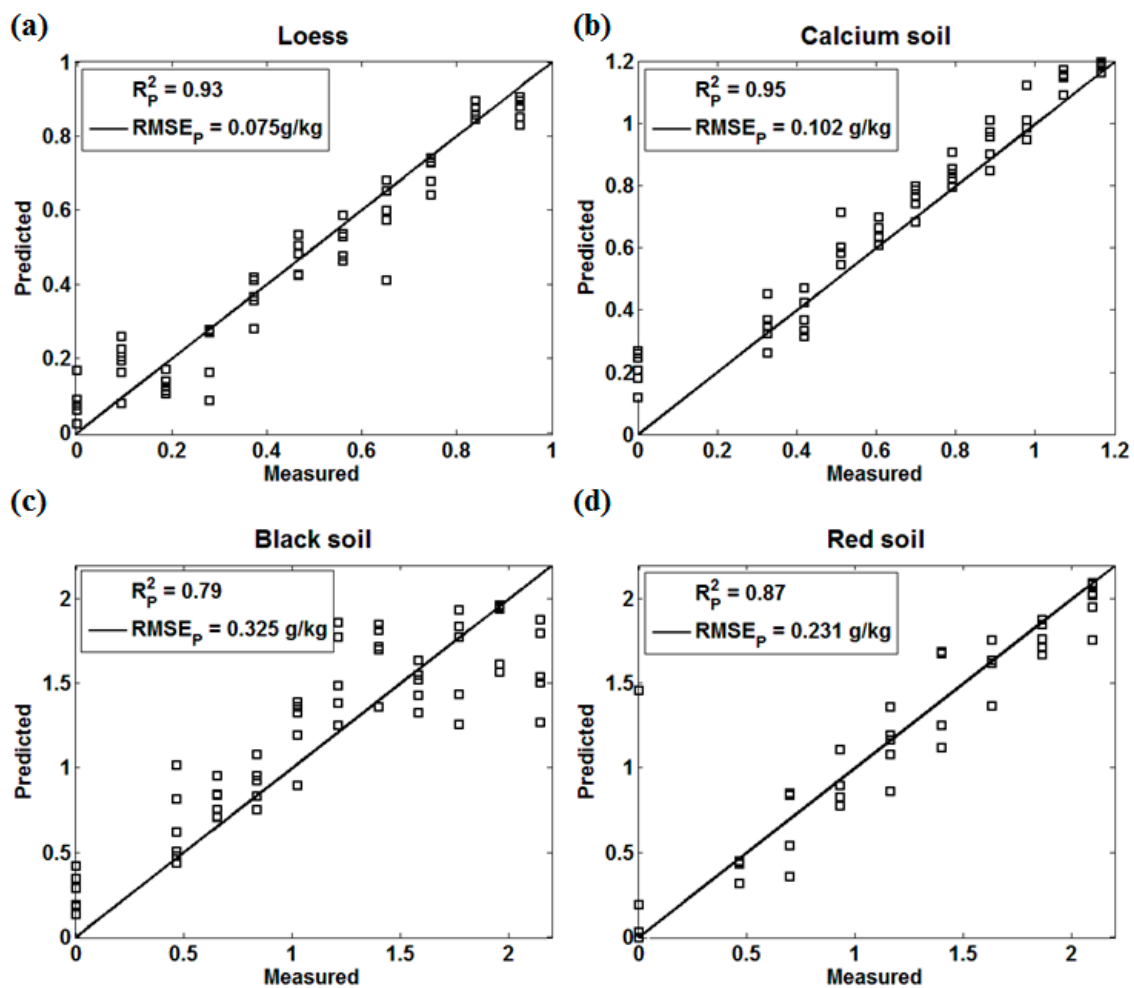 (a)
Loess
R²P = 0.93
RMSEP = 0.075g/kg
Predicted
1
0.8
0.6
0.4
0.2
0
0 0.2 0.4 0.6 0.8 1
Measured
(b)
Calcium soil
R²P = 0.95
RMSEP = 0.102 g/kg
Predicted
1.2
1
0.8
0.6
0.4
0.2
0
0 0.2 0.4 0.6 0.8 1 1.2
Measured
(c)
Black soil
R²P = 0.79
RMSEP = 0.325 g/kg
Predicted
2
1.5
1
0.5
0
0 0.5 1 1.5 2
Measured
(d)
Red soil
R²P = 0.87
RMSEP = 0.231 g/kg
Predicted
2
1.5
1
0.5
0
0 0.5 1 1.5 2
Measured